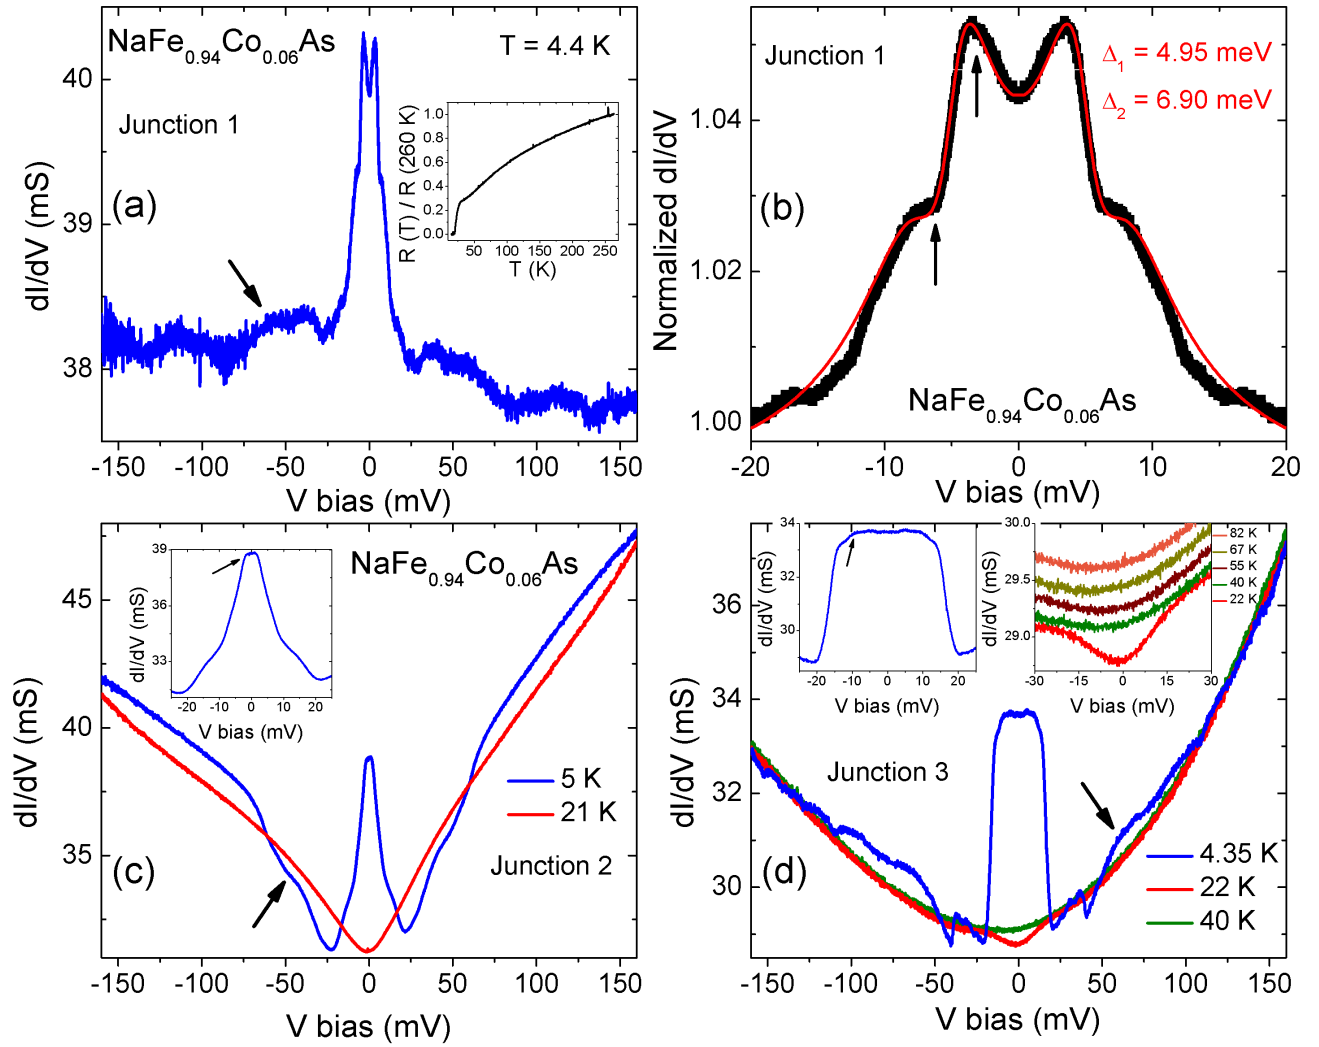 NaFe0.94Co0.06As
T = 4.4 K
Junction 1
(a)
dI/dV (mS)
40
39
38
-150 -100 -50 0 50 100 150
V bias (mV)
R (T) / R (260 K)
1.0
0.8
0.6
0.4
0.2
0.0
50 100 150 200 250
T (K)
Junction 1
Δ1 = 4.95 meV
Δ2 = 6.90 meV
(b)
Normalized dI/dV
1.04
1.02
1.00
NaFe0.94Co0.06As
-20 -10 0 10 20
V bias (mV)
NaFe0.94Co0.06As
dI/dV (mS)
45
40
35
39
36
33
dI/dV (mS)
-20 -10 0 10 20
V bias (mV)
5 K
21 K
Junction 2
(c)
-150 -100 -50 0 50 100 150
V bias (mV)
dI/dV (mS)
36
34
32
30
34
32
30
dI/dV (mS)
-20 -10 0 10 20
V bias (mV)
30.0
29.5
29.0
dI/dV (mS)
82 K
67 K
55 K
40 K
22 K
-30 -15 0 15 30
V bias (mV)
Junction 3
(d)
4.35 K
22 K
40 K
-150 -100 -50 0 50 100 150
V bias (mV)